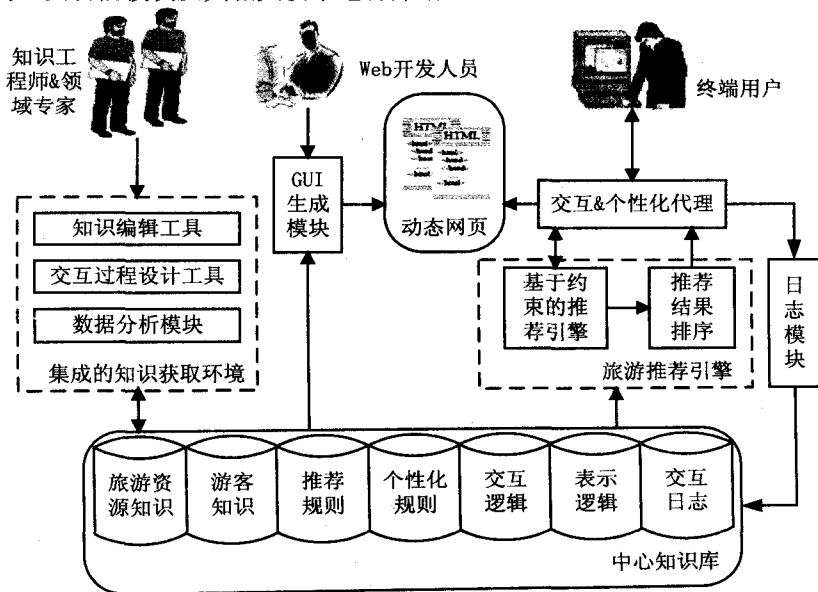 知识工
程师&领
域专家
Web开发人员
终端用户
HTML
HTML
GUI
生成
模块
动态网页
交互&个性化代理
知识编辑工具
交互过程设计工具
数据分析模块
集成的知识获取环境
基于约
束的推
荐引擎
推荐
结果
排序
旅游推荐引擎
日志模块
旅游资
源知识
游客
知识
推荐
规则
个性化
规则
交互
逻辑
表示
逻辑
交互
日志
中心知识库